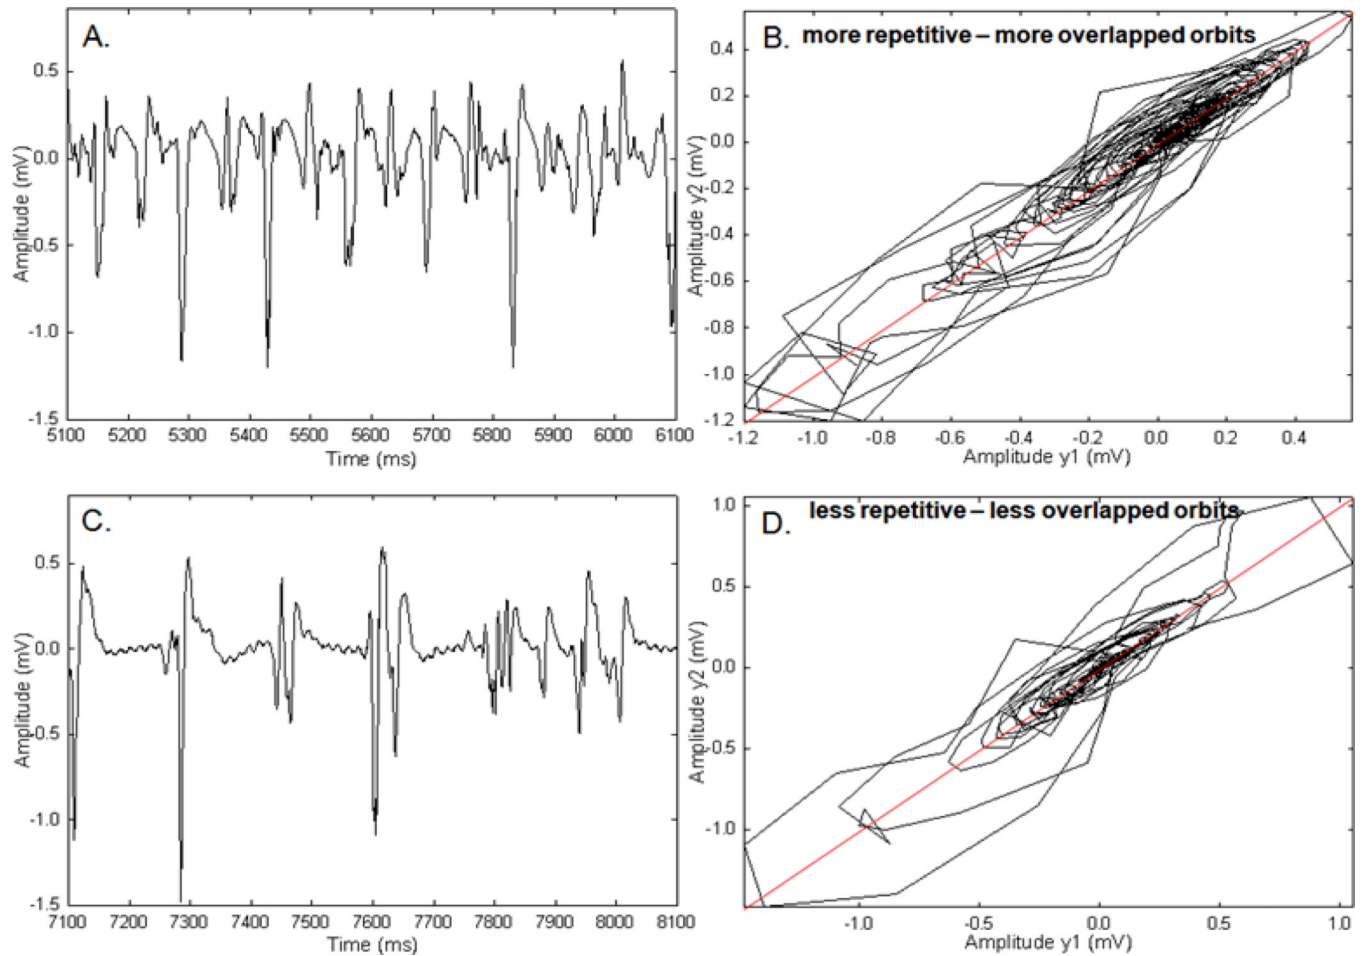 A.
0.5
0.0
-0.5
-1.0
-1.5
Amplitude (mV)
5100 5200 5300 5400 5500 5600 5700 5800 5900 6000 6100
Time (ms)
B. more repetitive – more overlapped orbits
0.4
0.2
0.0
-0.2
-0.4
-0.6
-0.8
-1.0
-1.2
Amplitude y2 (mV)
-1.2 -1.0 -0.8 -0.6 -0.4 -0.2 0.0 0.2 0.4
Amplitude y1 (mV)
C.
0.5
0.0
-0.5
-1.0
-1.5
Amplitude (mV)
7100 7200 7300 7400 7500 7600 7700 7800 7900 8000 8100
Time (ms)
D. less repetitive – less overlapped orbits
1.0
0.5
0.0
-0.5
-1.0
Amplitude y2 (mV)
-1.0 -0.5 0.0 0.5 1.0
Amplitude y1 (mV)